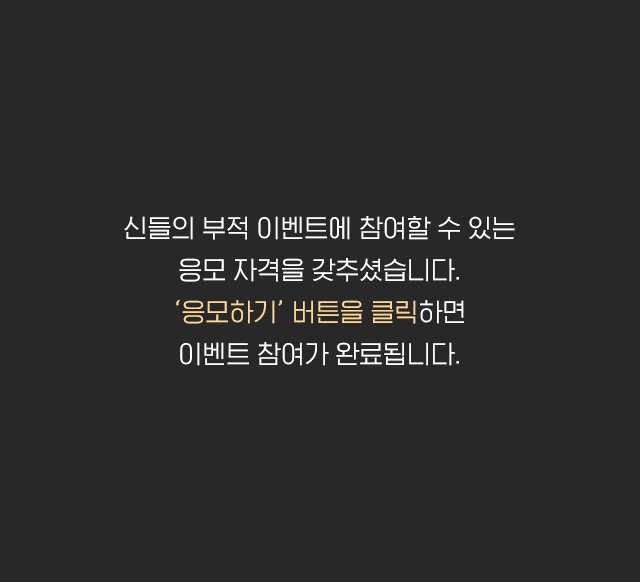 신들의 부적 이벤트에 참여할 수 있는
응모 자격을 갖추셨습니다.
‘응모하기’ 버튼을 클릭하면
이벤트 참여가 완료됩니다.